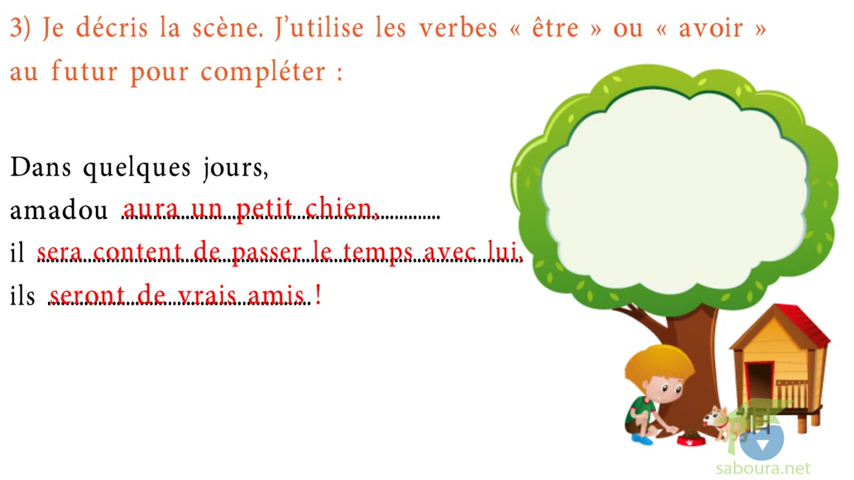 3) Je décris la scène. J'utilise les verbes « être » ou « avoir »
au futur pour compléter :
Dans quelques jours,
amadou aura un petit chien,
il sera content de passer le temps avec lui,
ils seront de vrais amis !
saboura.net